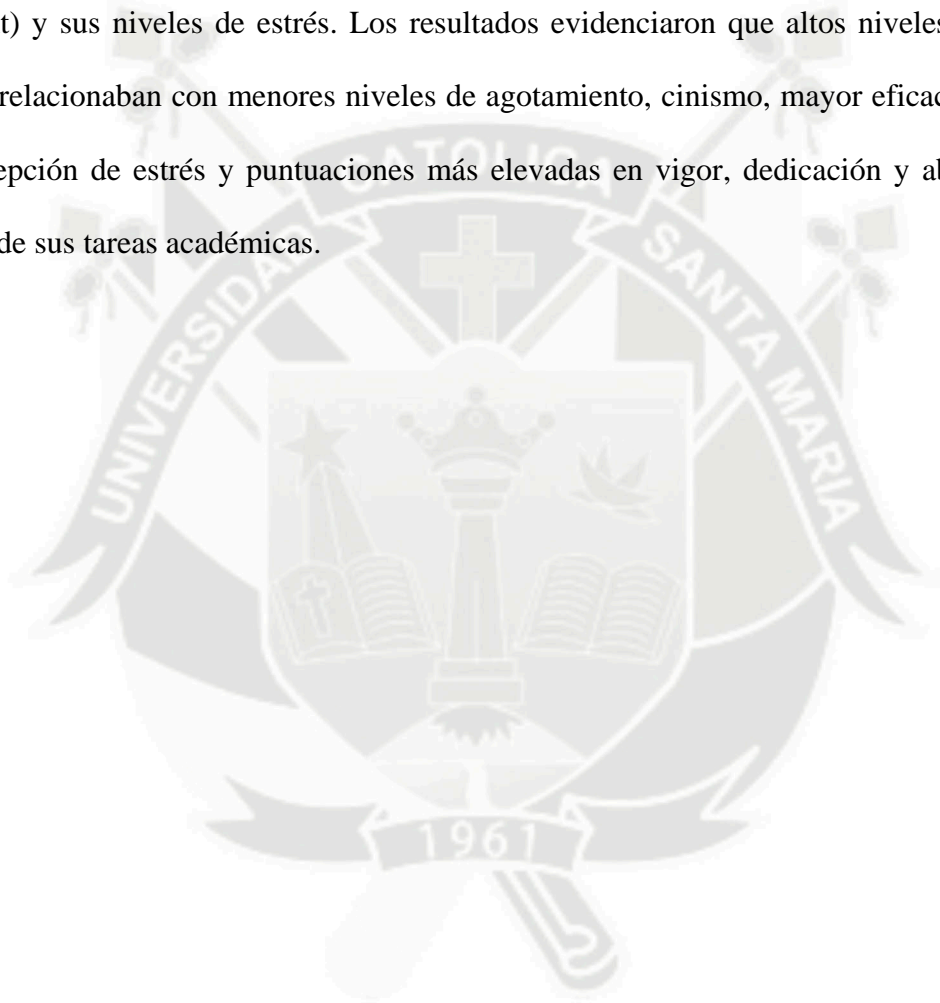 t) y sus niveles de estrés. Los resultados evidenciaron que altos niveles
relacionaban con menores niveles de agotamiento, cinismo, mayor eficac
epción de estrés y puntuaciones más elevadas en vigor, dedicación y ab
de sus tareas académicas.
UNIVERSIDAD CATOLICA SANTA MARIA
1961